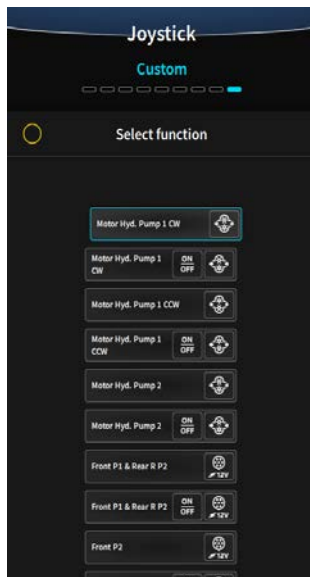 Joystick
Custom
Select function
Motor Hyd. Pump 1 CW
Motor Hyd. Pump 1
CW
ON
OFF
Motor Hyd. Pump 1 CCW
Motor Hyd. Pump 1
CCW
ON
OFF
Motor Hyd. Pump 2
Motor Hyd. Pump 2
ON
OFF
Front P1 & Rear R P2
12V
Front P1 & Rear R P2
ON
OFF
12V
Front P2
12V